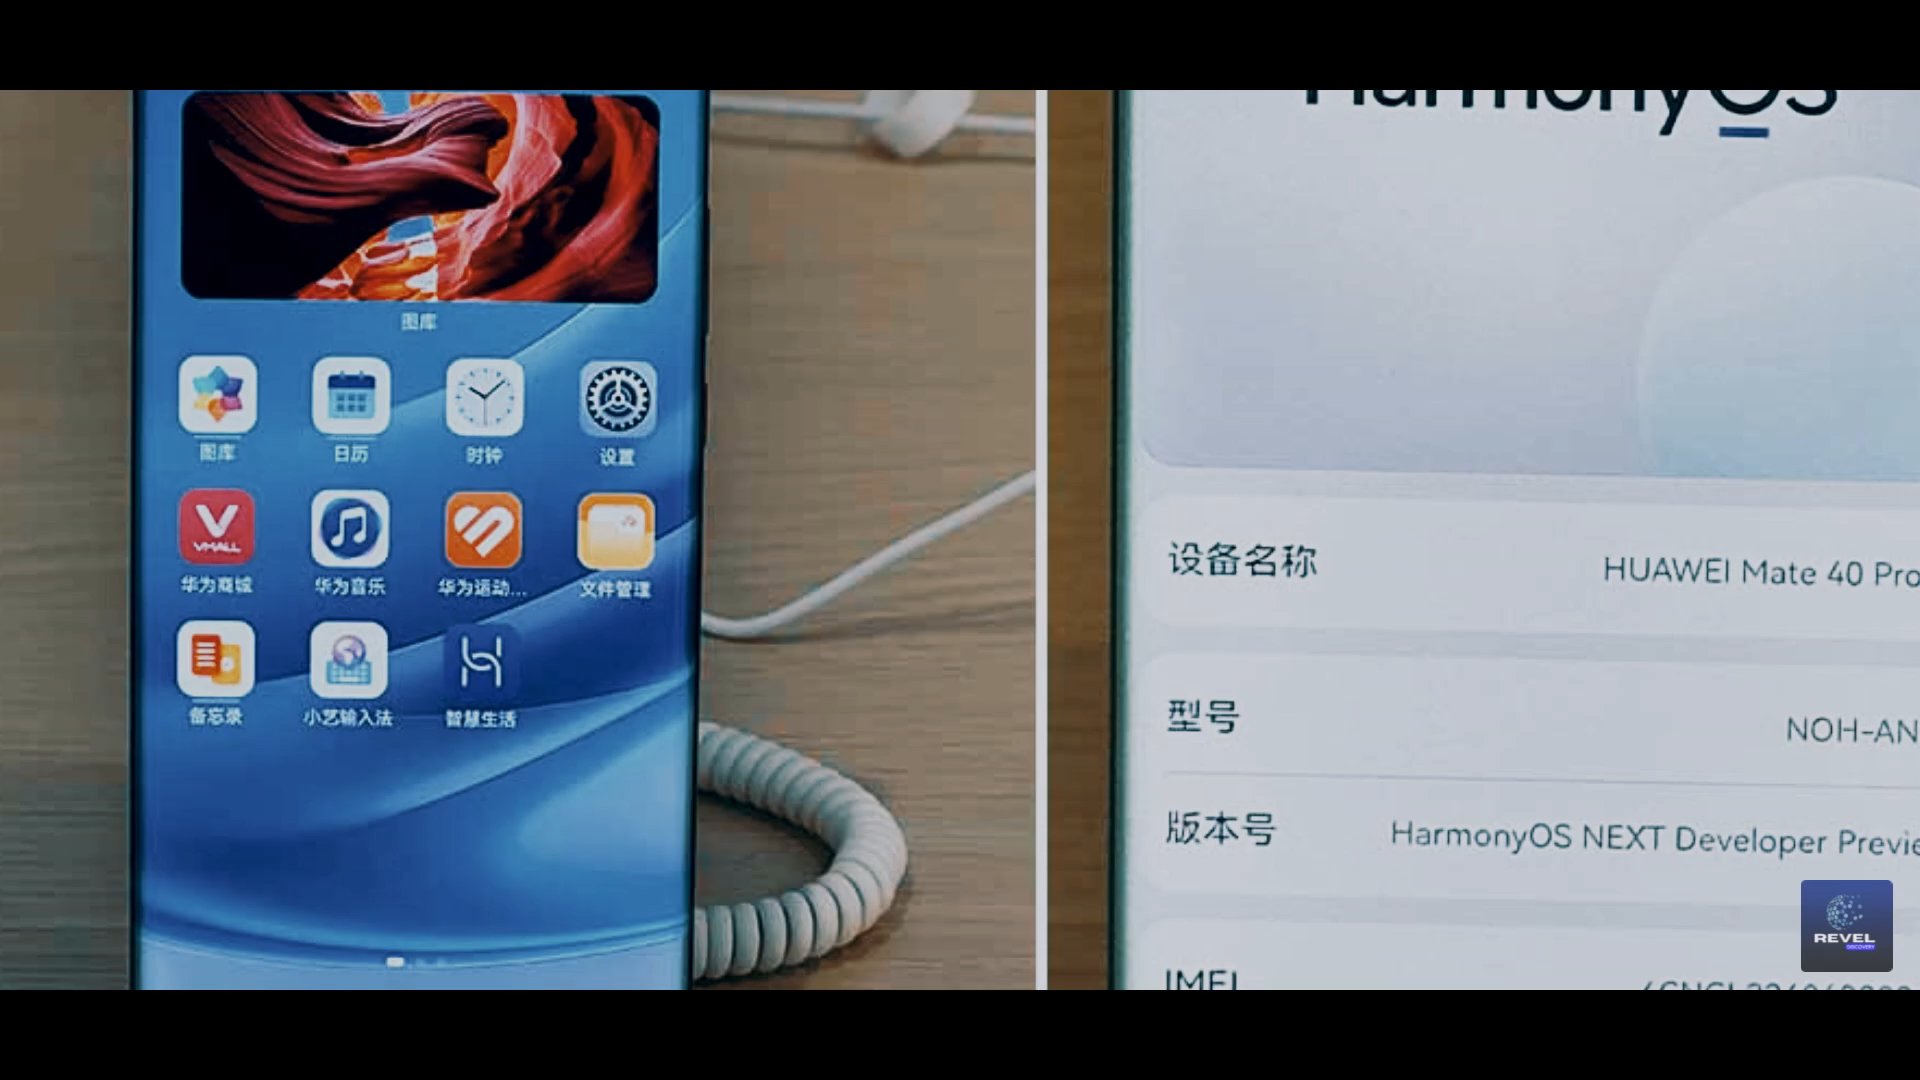 图库
图库
日历
时钟
设置
VMALL
华为商城
华为音乐
华为运动...
文件管理
备忘录
小艺输入法
智慧生活
HarmonyOS
设备名称
HUAWEI Mate 40 Pro
型号
NOH-AN
版本号
HarmonyOS NEXT Developer Previe
IMEI
REVEL
DISCOVERY